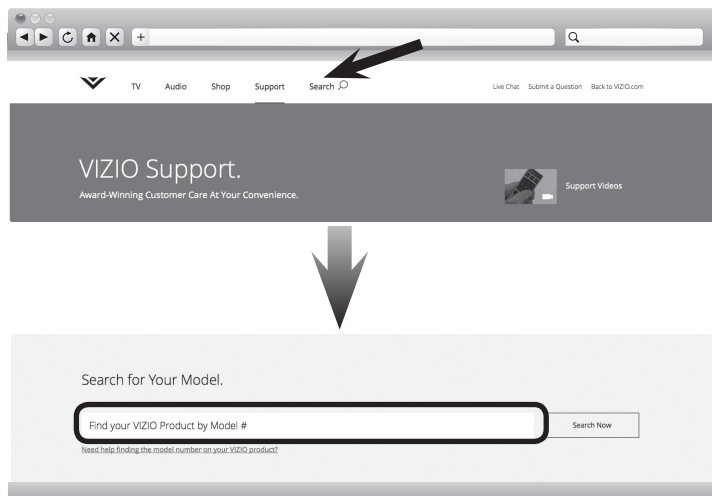 TV Audio Shop Support Search Live Chat Submit a Question Back to VIZIO.com
VIZIO Support.
Award-Winning Customer Care At Your Convenience.
Support Videos
Search for Your Model.
Find your VIZIO Product by Model # Search Now
Need help finding the model number on your VIZIO product?